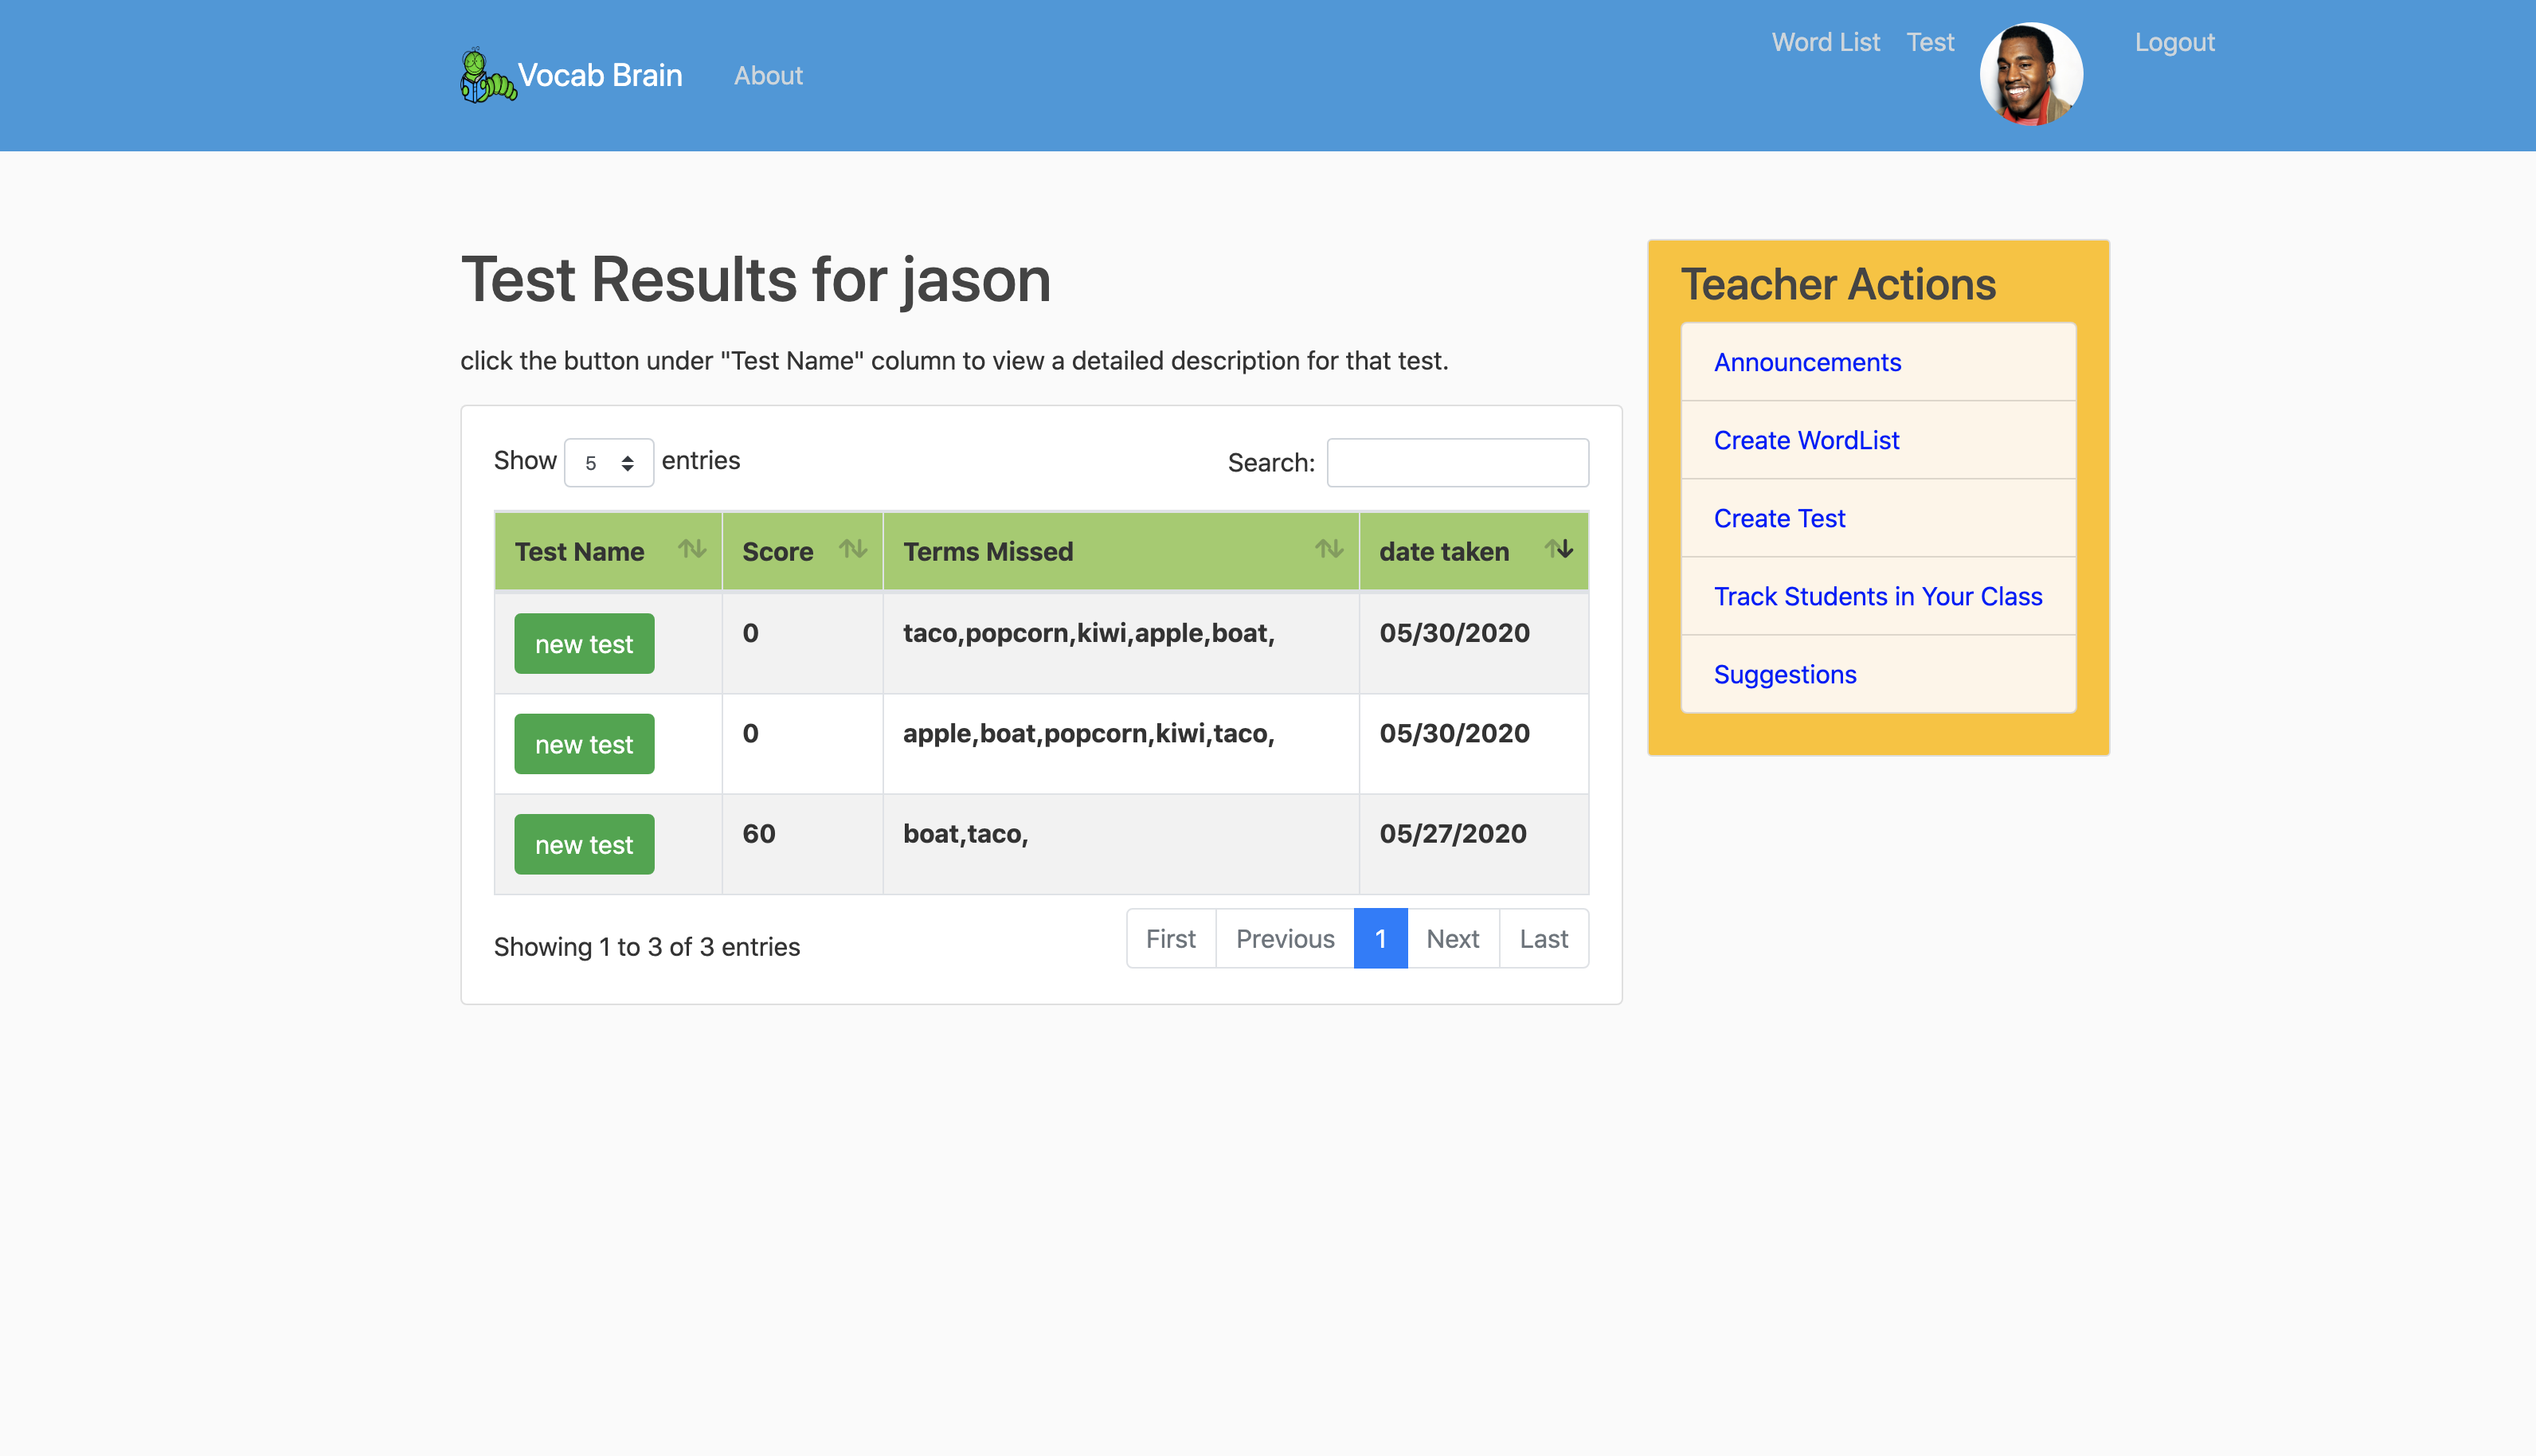 Vocab Brain About Word List Test Logout
Test Results for jason
click the button under "Test Name" column to view a detailed description for that test.
Show 5 entries Search:
Test Name Score Terms Missed date taken
new test 0 taco,popcorn,kiwi,apple,boat, 05/30/2020
new test 0 apple,boat,popcorn,kiwi,taco, 05/30/2020
new test 60 boat,taco, 05/27/2020
Showing 1 to 3 of 3 entries First Previous 1 Next Last
Teacher Actions
Announcements
Create WordList
Create Test
Track Students in Your Class
Suggestions